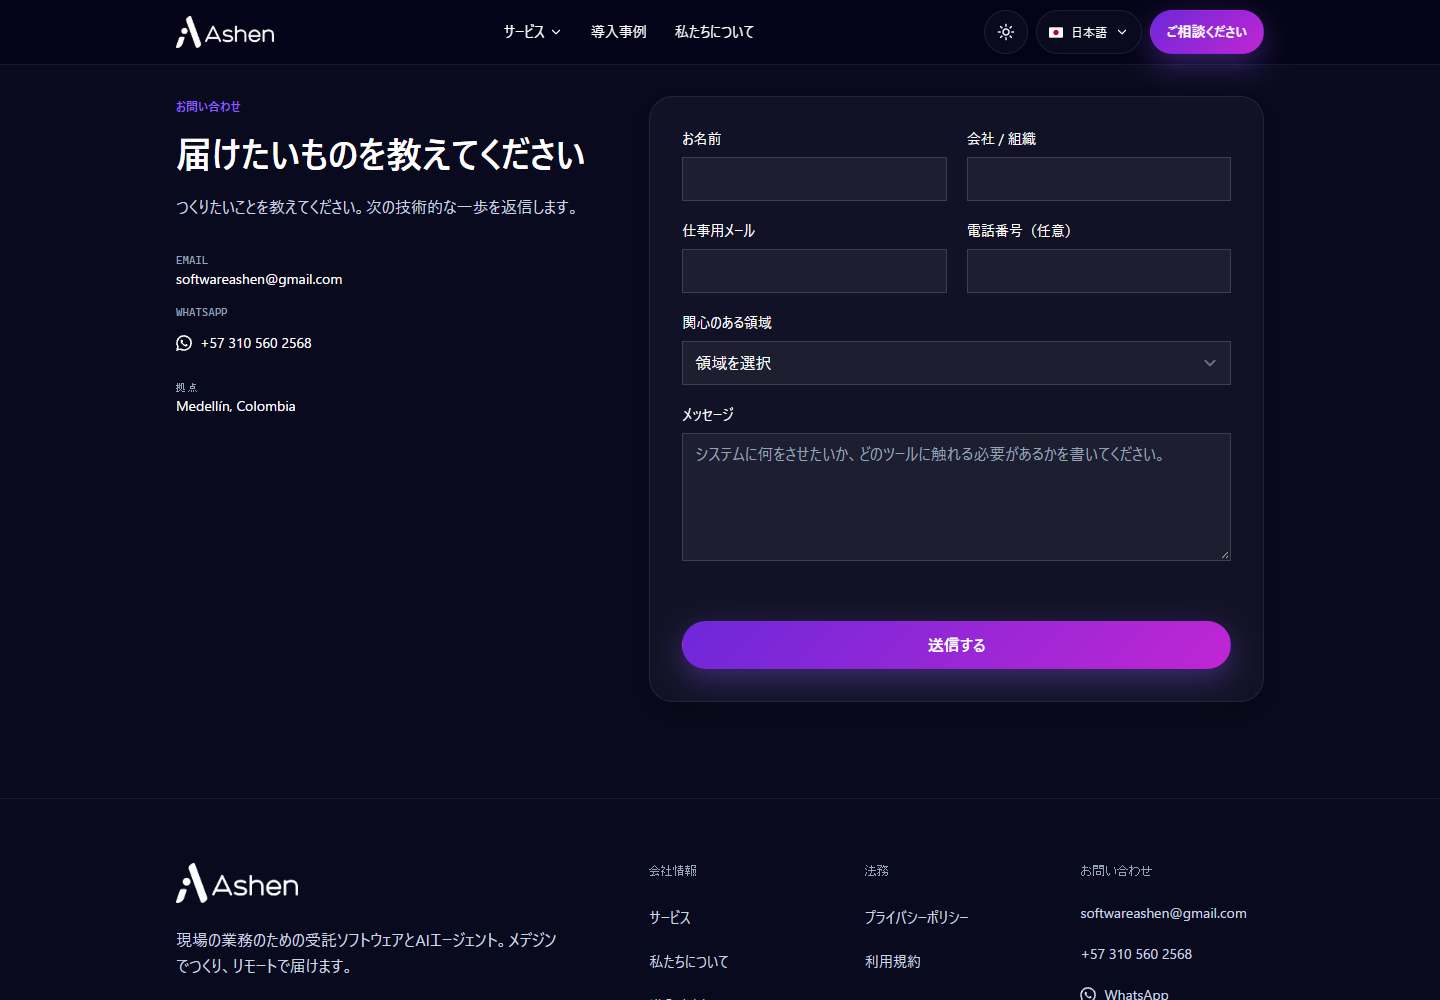 Ashen
サービス
導入事例
私たちについて
日本語
ご相談ください
お問い合わせ
届けたいものを教えてください
つくりたいことを教えてください。次の技術的な一歩を返信します。
EMAIL
softwareashen@gmail.com
WHATSAPP
+57 310 560 2568
拠点
Medellín, Colombia
お名前
会社 / 組織
仕事用メール
電話番号（任意）
関心のある領域
領域を選択
メッセージ
システムに何をさせたいか、どのツールに触れる必要があるかを書いてください。
送信する
Ashen
現場の業務のための受託ソフトウェアとAIエージェント。メデジン
でつくり、リモートで届けます。
会社情報
サービス
私たちについて
法務
プライバシーポリシー
利用規約
お問い合わせ
softwareashen@gmail.com
+57 310 560 2568
WhatsApp